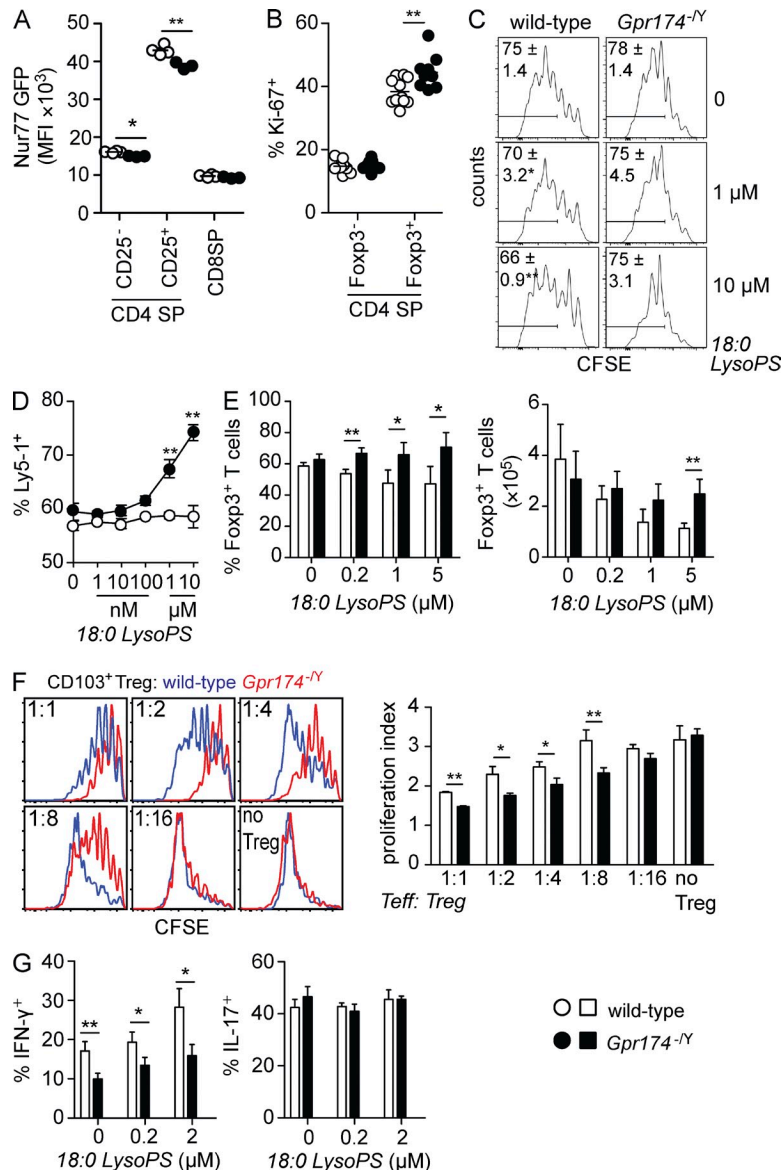 A
Nur77 GFP
(MFI ×10³)
50
40
30
20
10
0
*
**
CD25⁻
CD25⁺
CD8SP
CD4 SP
B
% Ki-67⁺
60
40
20
0
**
Foxp3⁻
Foxp3⁺
CD4 SP
C
wild-type Gpr174⁻/ʸ
counts
75 ±
1.4
78 ±
1.4
0
70 ±
3.2*
75 ±
4.5
1 µM
66 ±
0.9**
75 ±
3.1
10 µM
CFSE
18:0
LysoPS
D
% Ly5-1⁺
80
70
60
50
**
**
0 1 10 100 1 10
nM µM
18:0 LysoPS
E
% Foxp3⁺ T cells
100
80
60
40
20
0
**
*
*
0 0.2 1 5
18:0 LysoPS (µM)
Foxp3⁺ T cells
(×10⁵)
6
4
2
0
**
0 0.2 1 5
18:0 LysoPS (µM)
F
CD103⁺ Treg: wild-type Gpr174⁻/ʸ
1:1 1:2 1:4
1:8 1:16 no
Treg
CFSE
proliferation index
4
3
2
1
**
*
*
**
1:1 1:2 1:4 1:8 1:16 no
Teff: Treg Treg
G
% IFN-γ⁺
40
30
20
10
0
**
*
*
0 0.2 2
18:0 LysoPS (µM)
% IL-17⁺
60
40
20
0
0 0.2 2
18:0 LysoPS (µM)
wild-type
Gpr174⁻/ʸ